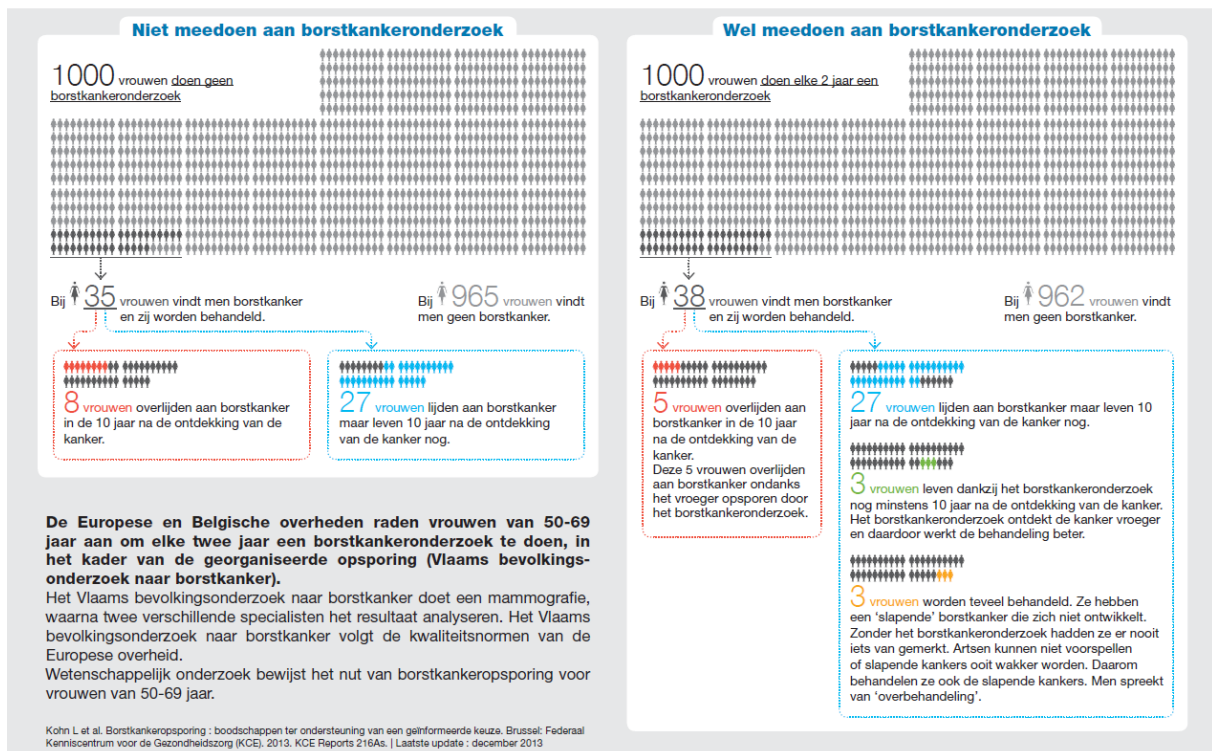 Niet meedoen aan borstkankeronderzoek
1000 vrouwen doen geen
borstkankeronderzoek
Bij 35 vrouwen vindt men borstkanker
en zij worden behandeld.
Bij 965 vrouwen vindt
men geen borstkanker.
8 vrouwen overlijden aan borstkanker
in de 10 jaar na de ontdekking van de
kanker.
27 vrouwen lijden aan borstkanker
maar leven 10 jaar na de ontdekking
van de kanker nog.
De Europese en Belgische overheden raden vrouwen van 50-69
jaar aan om elke twee jaar een borstkankeronderzoek te doen, in
het kader van de georganiseerde opsporing (Vlaams bevolkings-
onderzoek naar borstkanker).
Het Vlaams bevolkingsonderzoek naar borstkanker doet een mammografie,
waarna twee verschillende specialisten het resultaat analyseren. Het Vlaams
bevolkingsonderzoek naar borstkanker volgt de kwaliteitsnormen van de
Europese overheid.
Wetenschappelijk onderzoek bewijst het nut van borstkankeropsporing voor
vrouwen van 50-69 jaar.
Kohn L et al. Borstkankeropsporing : boodschappen ter ondersteuning van een geïnformeerde keuze. Brussel: Federaal
Kenniscentrum voor de Gezondheidszorg (KCE). 2013. KCE Reports 216As. | Laatste update : december 2013
Wel meedoen aan borstkankeronderzoek
1000 vrouwen doen elke 2 jaar een
borstkankeronderzoek
Bij 38 vrouwen vindt men borstkanker
en zij worden behandeld.
Bij 962 vrouwen vindt
men geen borstkanker.
5 vrouwen overlijden aan
borstkanker in de 10 jaar
na de ontdekking van de
kanker.
Deze 5 vrouwen overlijden
aan borstkanker ondanks
het vroeger opsporen door
het borstkankeronderzoek.
27 vrouwen lijden aan borstkanker maar leven 10
jaar na de ontdekking van de kanker nog.
3 vrouwen leven dankzij het borstkankeronderzoek
nog minstens 10 jaar na de ontdekking van de kanker.
Het borstkankeronderzoek ontdekt de kanker vroeger
en daardoor werkt de behandeling beter.
3 vrouwen worden teveel behandeld. Ze hebben
een ‘slapende’ borstkanker die zich niet ontwikkelt.
Zonder het borstkankeronderzoek hadden ze er nooit
iets van gemerkt. Artsen kunnen niet voorspellen
of slapende kankers ooit wakker worden. Daarom
behandelen ze ook de slapende kankers. Men spreekt
van ‘overbehandeling’.